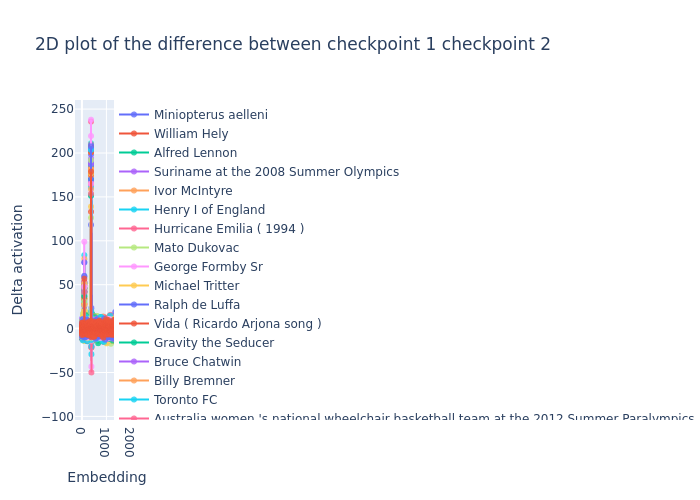 2D plot of the difference between checkpoint 1 checkpoint 2
250
200
150
100
50
0
−50
−100
Delta activation
0
1000
2000
Embedding
Miniopterus aelleni
William Hely
Alfred Lennon
Suriname at the 2008 Summer Olympics
Ivor McIntyre
Henry I of England
Hurricane Emilia ( 1994 )
Mato Dukovac
George Formby Sr
Michael Tritter
Ralph de Luffa
Vida ( Ricardo Arjona song )
Gravity the Seducer
Bruce Chatwin
Billy Bremner
Toronto FC
Australia women 's national wheelchair basketball team at the 2012 Summer Paralympics